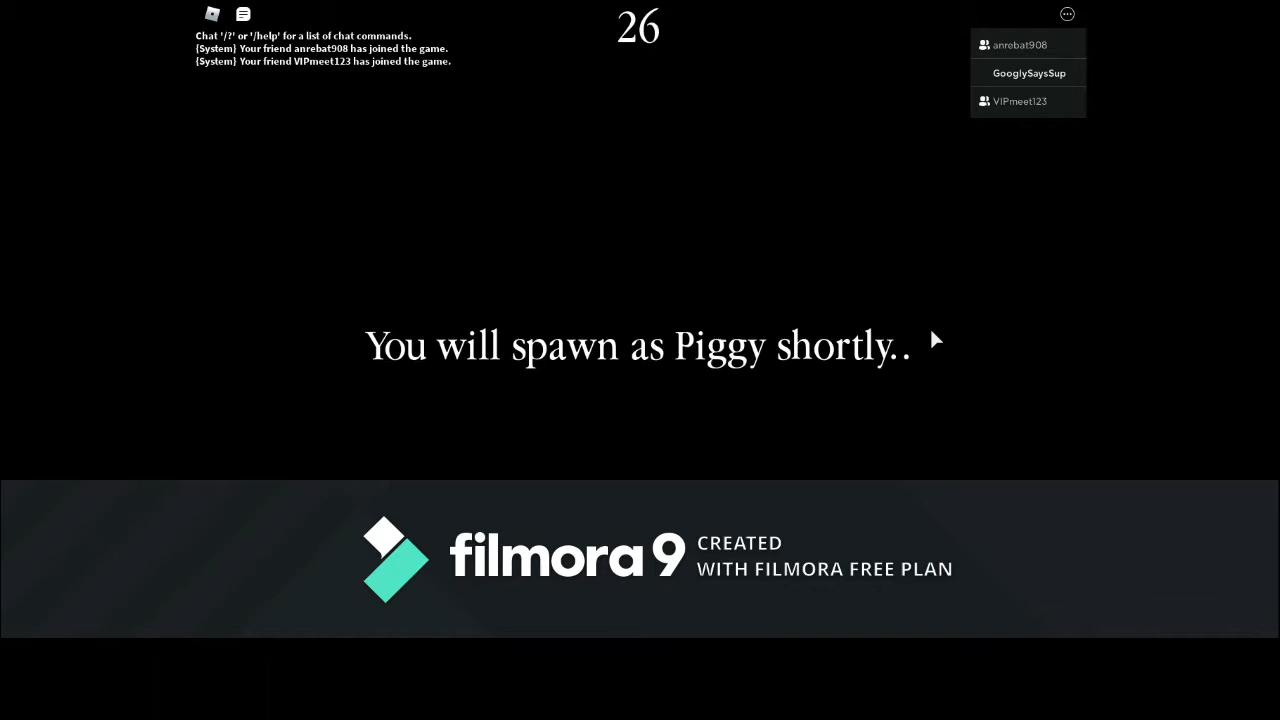 26
Chat '/?' or '/help' for a list of chat commands.
{System} Your friend anrebat908 has joined the game.
{System} Your friend VIPmeet123 has joined the game.
anrebat908
GooglySaysSup
VIPmeet123
You will spawn as Piggy shortly..
filmora 9
CREATED
WITH FILMORA FREE PLAN